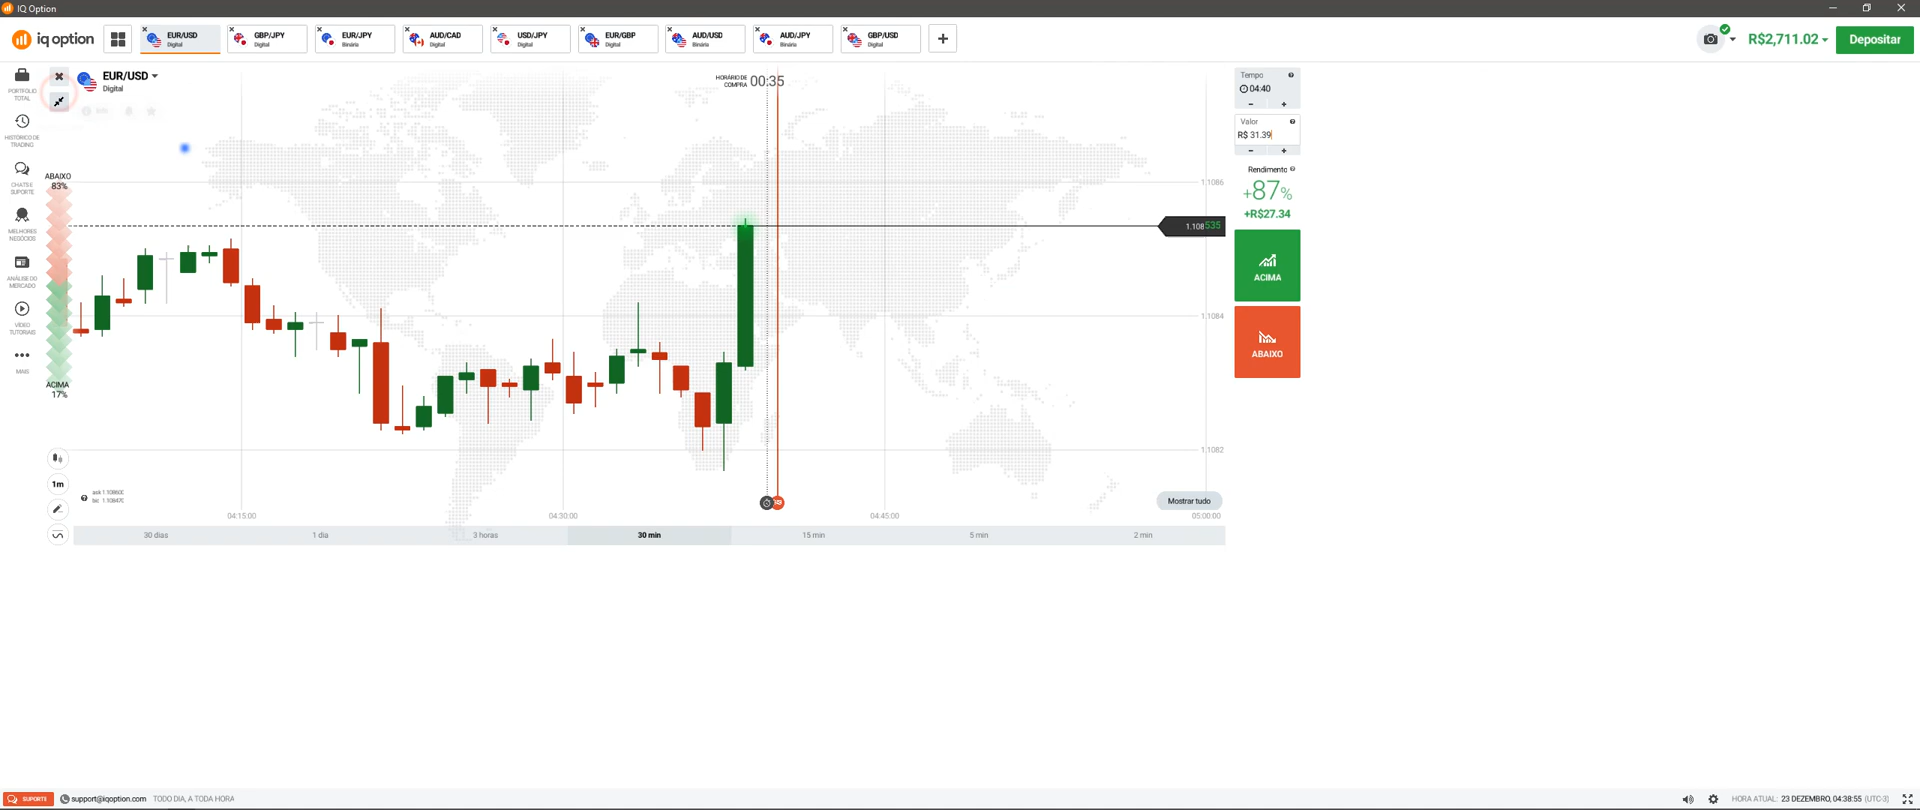 IQ Option
iq option
EUR/USD
Digital
GBP/JPY
Digital
EUR/JPY
Binária
AUD/CAD
Digital
USD/JPY
Digital
EUR/GBP
Digital
AUD/USD
Binária
AUD/JPY
Binária
GBP/USD
Digital
R$2,711.02
Depositar
PORTFÓLIO
TOTAL
HISTÓRICO DE
TRADING
CHATS E
SUPORTE
MELHORES
NEGÓCIOS
ANÁLISE DO
MERCADO
VÍDEO
TUTORIAIS
MAIS
EUR/USD
Digital
Info
ABAIXO
83%
ACIMA
17%
1m
HORÁRIO DE
COMPRA
00:35
1.1086
1.108535
1.1084
1.1082
Mostrar tudo
04:15:00
04:30:00
04:45:00
05:00:00
30 dias
1 dia
3 horas
30 min
15 min
5 min
2 min
Tempo
04:40
Valor
R$ 31.39
Rendimento
+87%
+R$27.34
ACIMA
ABAIXO
SUPORTE
support@iqoption.com
TODO DIA, A TODA HORA
HORA ATUAL: 23 DEZEMBRO, 04:38:55 (UTC-3)